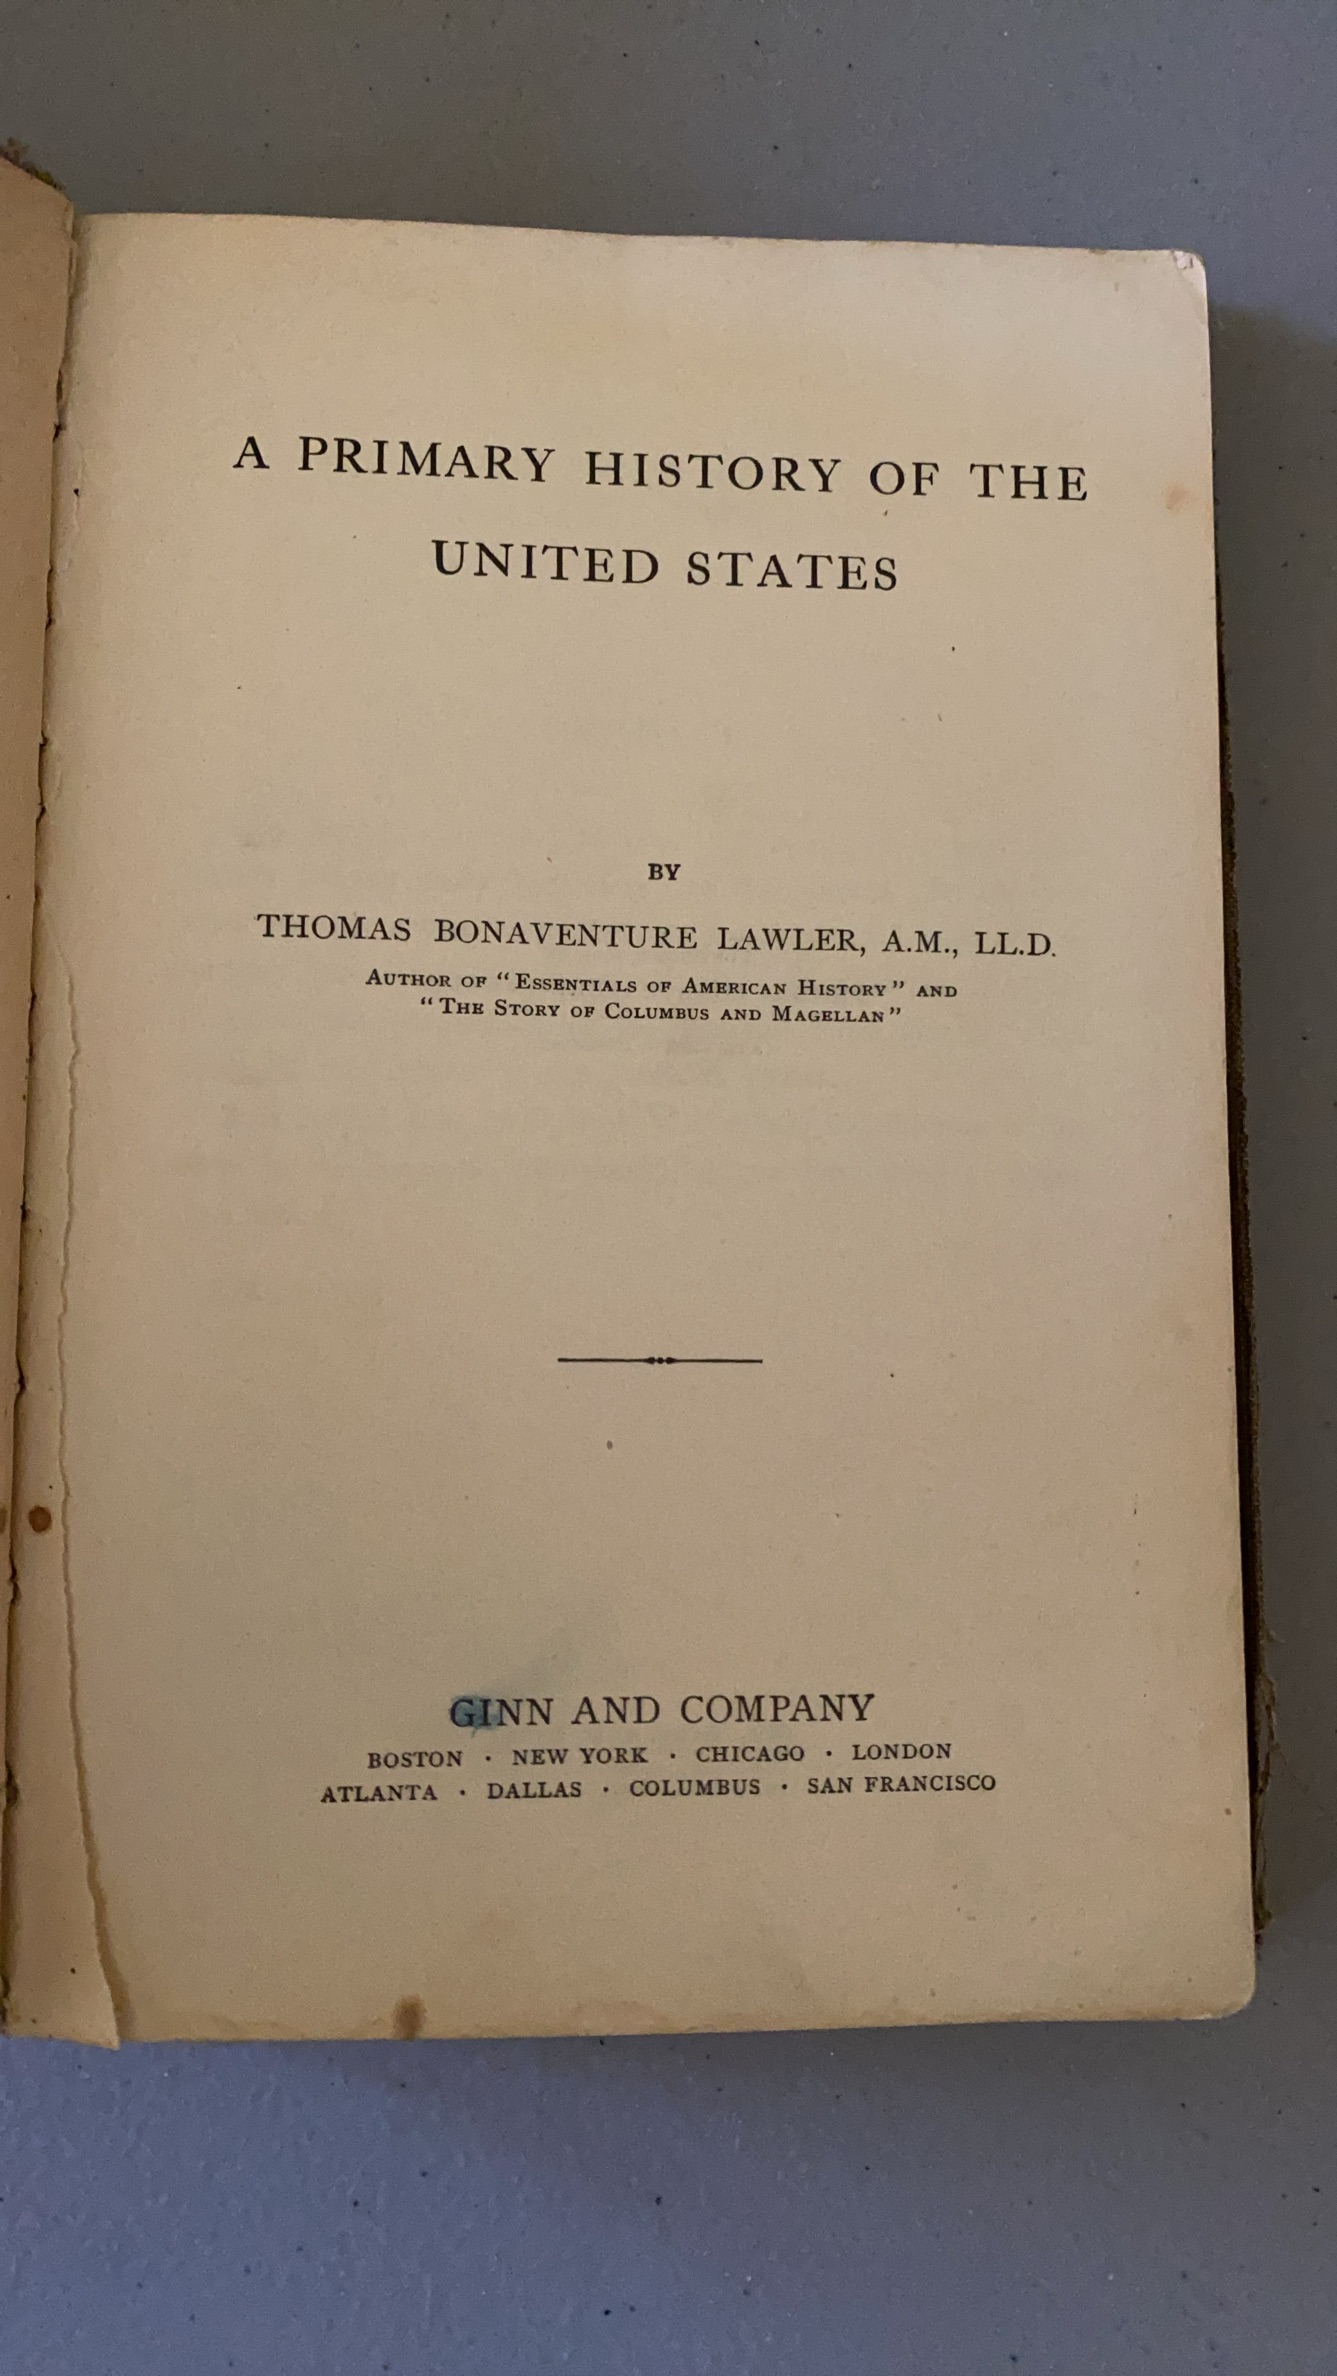 A PRIMARY HISTORY OF THE
UNITED STATES
BY
THOMAS BONAVENTURE LAWLER, A.M., LL.D.
AUTHOR OF “ESSENTIALS OF AMERICAN HISTORY” AND
“THE STORY OF COLUMBUS AND MAGELLAN”
GINN AND COMPANY
BOSTON · NEW YORK · CHICAGO · LONDON
ATLANTA · DALLAS · COLUMBUS · SAN FRANCISCO